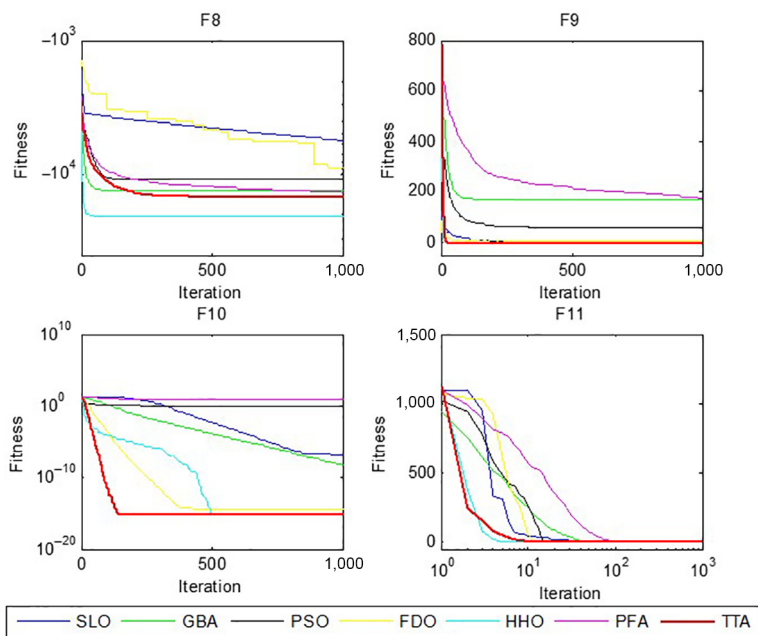 F8
−10³
−10⁴
Fitness
0
500
1,000
Iteration
F9
800
600
400
200
0
Fitness
0
500
1,000
Iteration
F10
10¹⁰
10⁰
10⁻¹⁰
10⁻²⁰
Fitness
0
500
1,000
Iteration
F11
1,500
1,000
500
0
Fitness
10⁰
10¹
10²
10³
Iteration
SLO GBA PSO FDO HHO PFA TTA